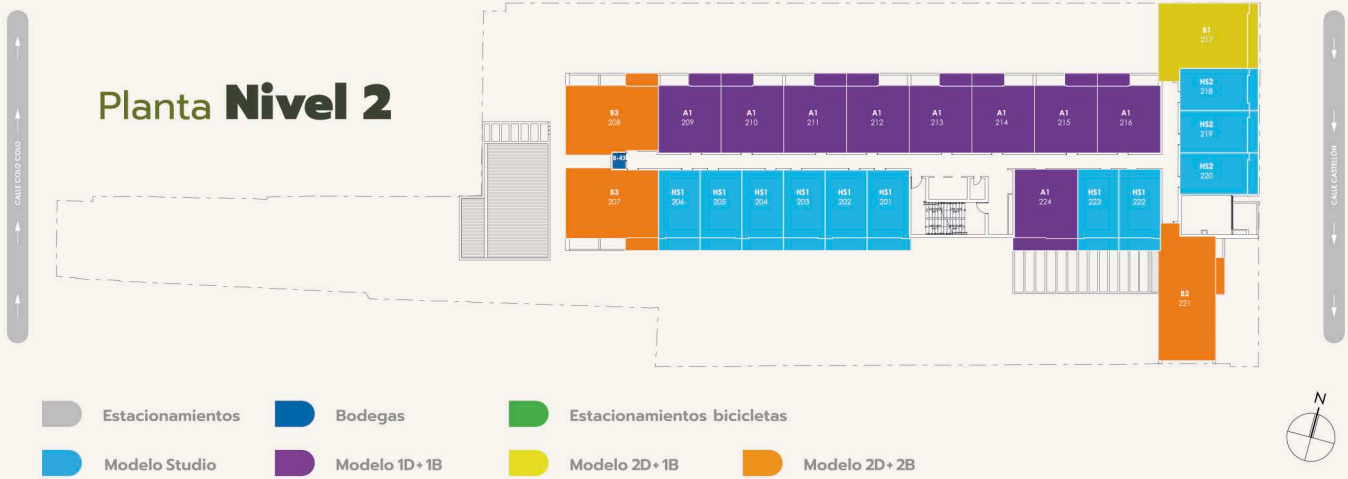 Planta Nivel 2
CALLE COLO COLO
CALLE CASTELLÓN
B1
217
HS2
218
HS2
219
HS2
220
B3
208
A1
209
A1
210
A1
211
A1
212
A1
213
A1
214
A1
215
A1
216
B-43
B3
207
HS1
206
HS1
205
HS1
204
HS1
203
HS1
202
HS1
201
A1
224
HS1
223
HS1
222
B2
221
N
Estacionamientos
Bodegas
Estacionamientos bicicletas
Modelo Studio
Modelo 1D+1B
Modelo 2D+1B
Modelo 2D+2B